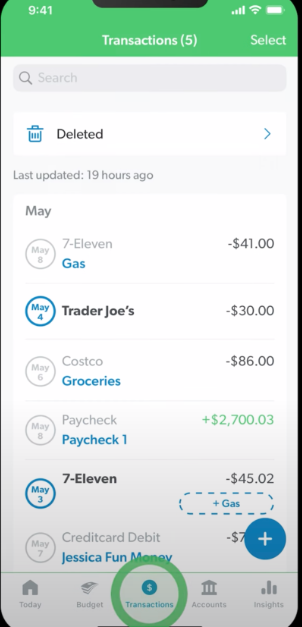 9:41
Transactions (5)
Select
Search
Deleted
Last updated: 19 hours ago
May
May 8
7-Eleven
-$41.00
Gas
May 4
Trader Joe's
-$30.00
May 6
Costco
-$86.00
Groceries
May 8
Paycheck
+$2,700.03
Paycheck 1
May 3
7-Eleven
-$45.02
+ Gas
May 7
Creditcard Debit
-$7
Jessica Fun Money
+
Today
Budget
$
Transactions
Accounts
Insights